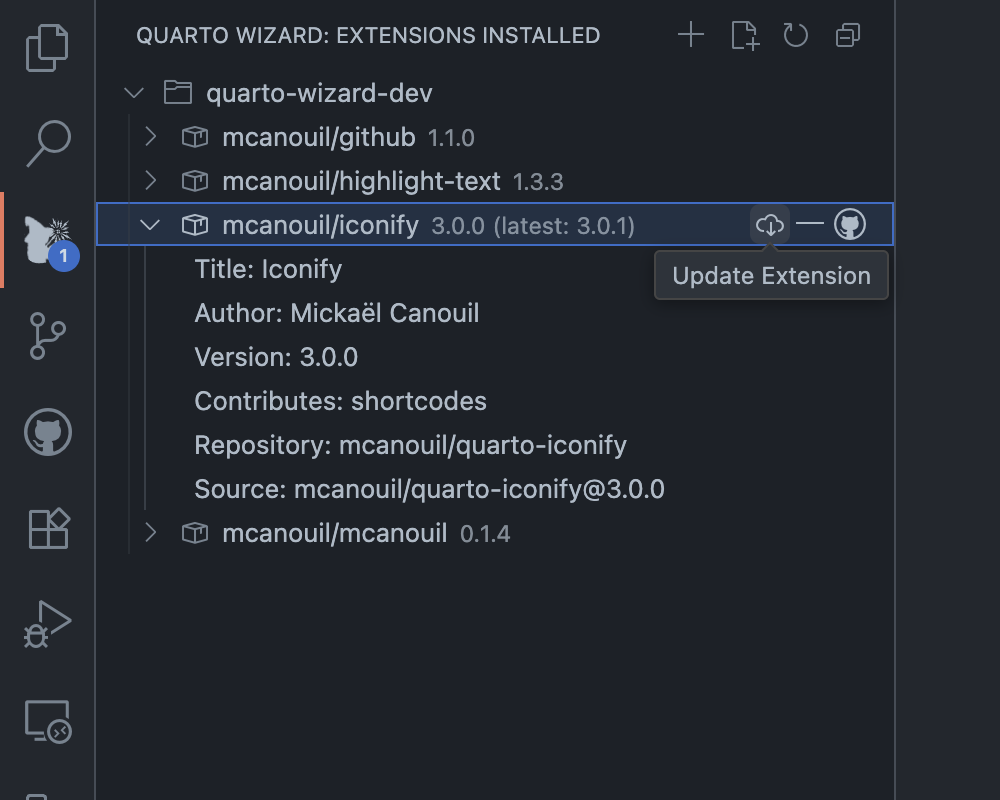 QUARTO WIZARD: EXTENSIONS INSTALLED
quarto-wizard-dev
mcanouil/github 1.1.0
mcanouil/highlight-text 1.3.3
mcanouil/iconify 3.0.0 (latest: 3.0.1)
1
Title: Iconify
Update Extension
Author: Mickaël Canouil
Version: 3.0.0
Contributes: shortcodes
Repository: mcanouil/quarto-iconify
Source: mcanouil/quarto-iconify@3.0.0
mcanouil/mcanouil 0.1.4